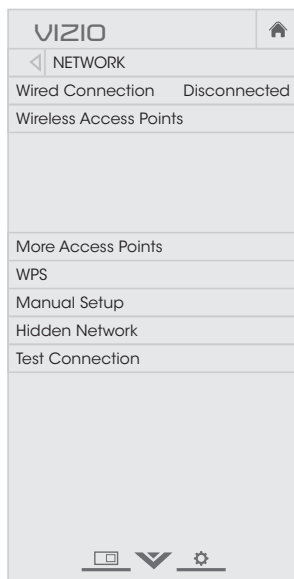 VIZIO
NETWORK
Wired Connection Disconnected
Wireless Access Points
More Access Points
WPS
Manual Setup
Hidden Network
Test Connection